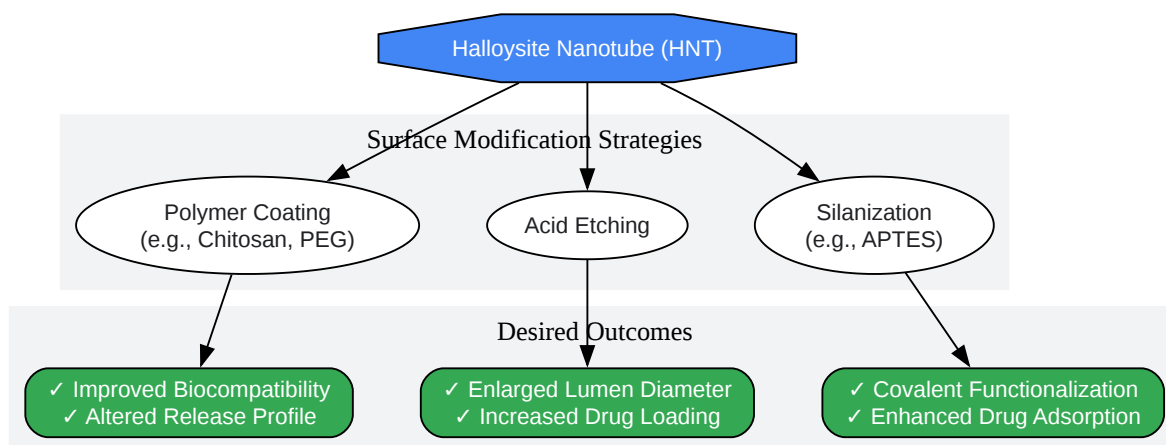 Halloysite Nanotube (HNT)
Surface Modification Strategies
Polymer Coating
(e.g., Chitosan, PEG)
Acid Etching
Silanization
(e.g., APTES)
Desired Outcomes
✓ Improved Biocompatibility
✓ Altered Release Profile
✓ Enlarged Lumen Diameter
✓ Increased Drug Loading
✓ Covalent Functionalization
✓ Enhanced Drug Adsorption